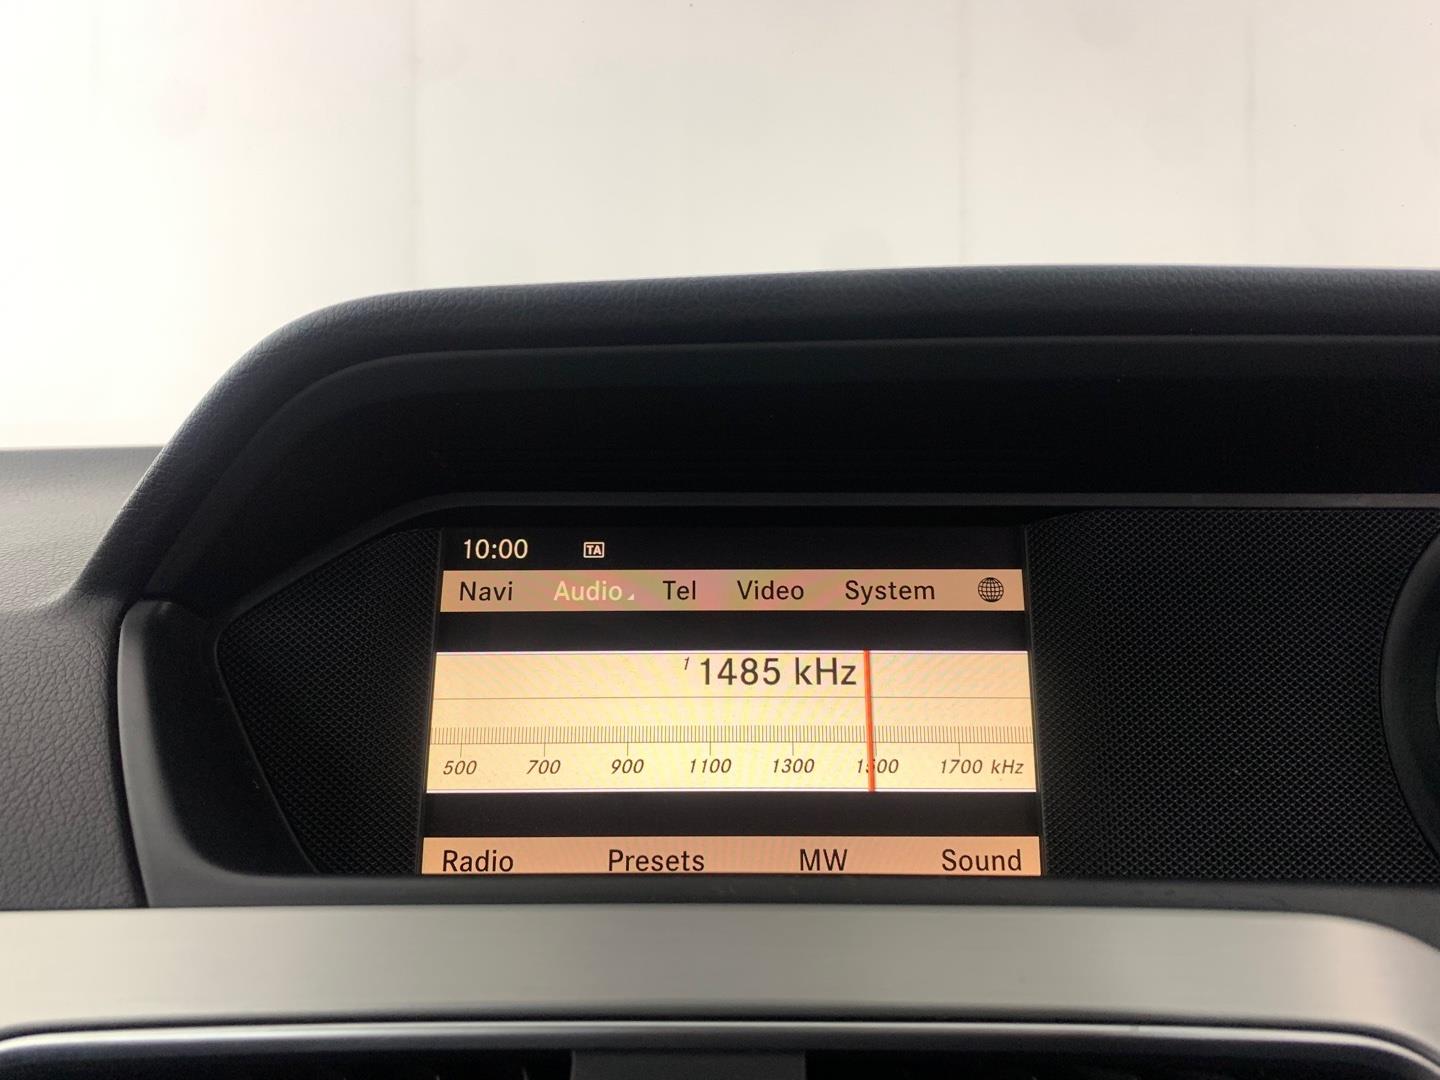 10:00 TA
Navi Audio Tel Video System
1 1485 kHz
500 700 900 1100 1300 1500 1700 kHz
Radio Presets MW Sound